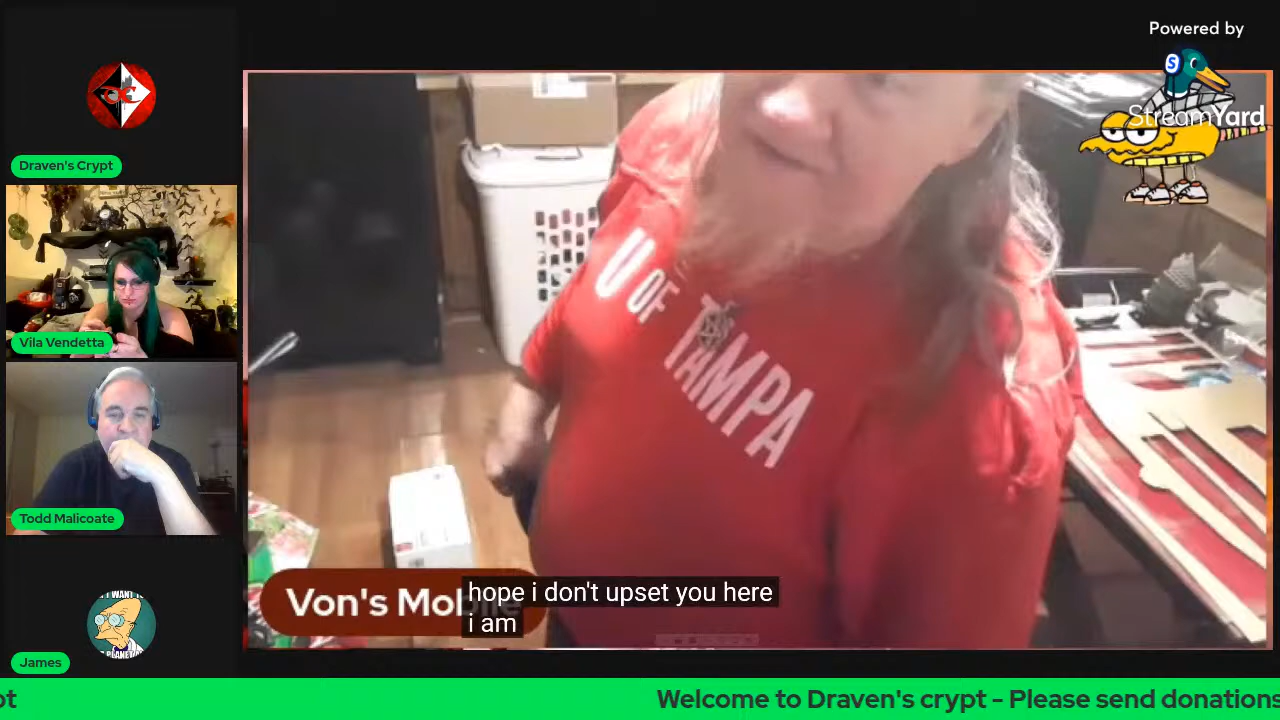 Powered by
StreamYard
Draven's Crypt
Vila Vendetta
Todd Malicoate
James
U OF TAMPA
Von's Mobile
hope i don't upset you here
i am
Welcome to Draven's crypt - Please send donations